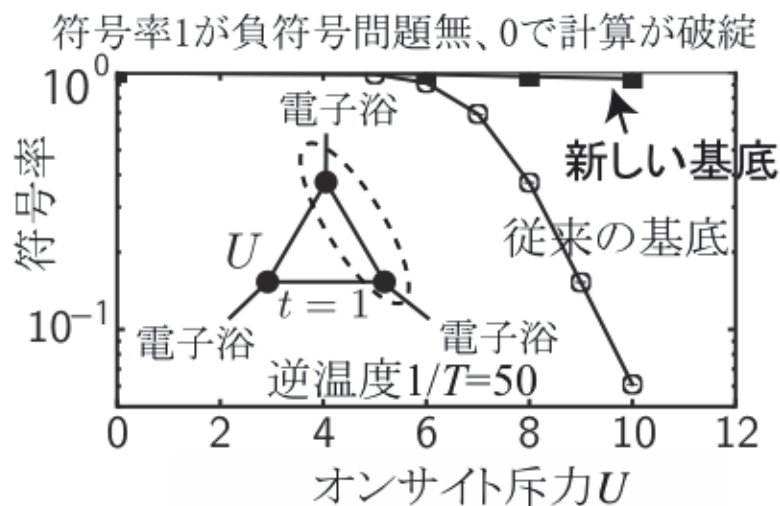 符号率1が負符号問題無、0で計算が破綻
10⁰
電子浴
新しい基底
符号率
従来の基底
U
t = 1
10⁻¹
電子浴
電子浴
逆温度1/T=50
0 2 4 6 8 10 12
オンサイト斥力U